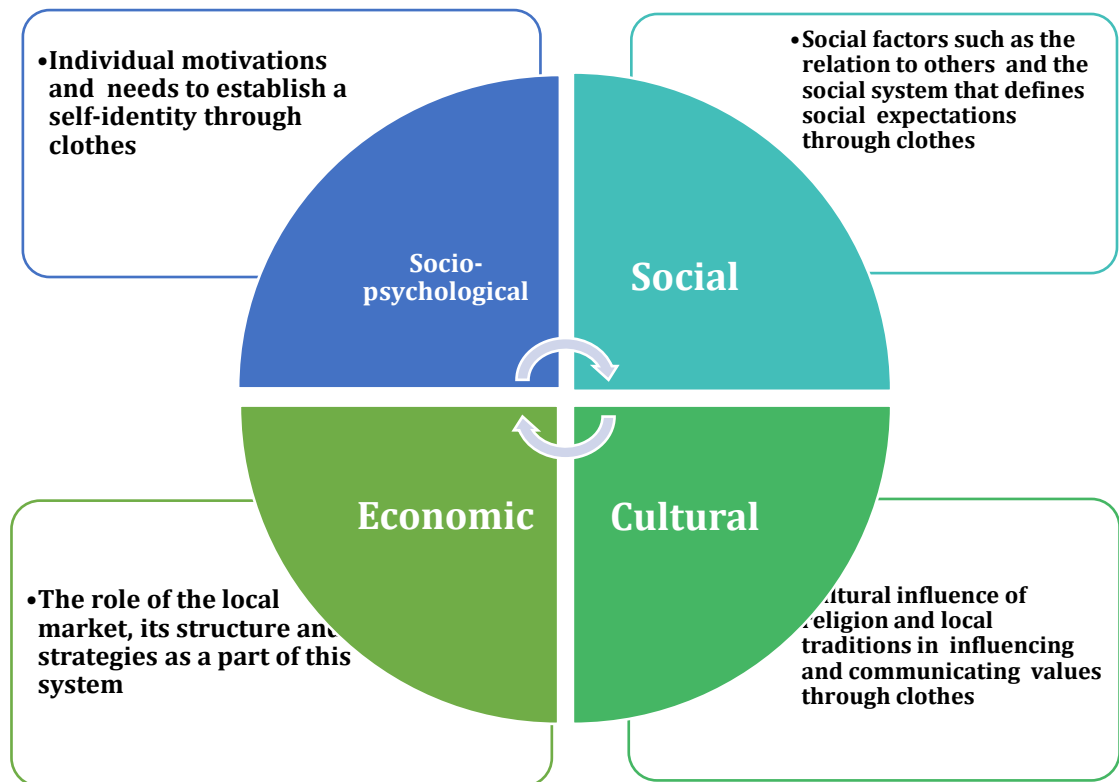 •Individual motivations
and needs to establish a
self-identity through
clothes
•Social factors such as the
relation to others and the
social system that defines
social expectations
through clothes
Socio-
psychological
Social
Economic
Cultural
•The role of the local
market, its structure and
strategies as a part of this
system
ultural influence of
religion and local
traditions in influencing
and communicating values
through clothes